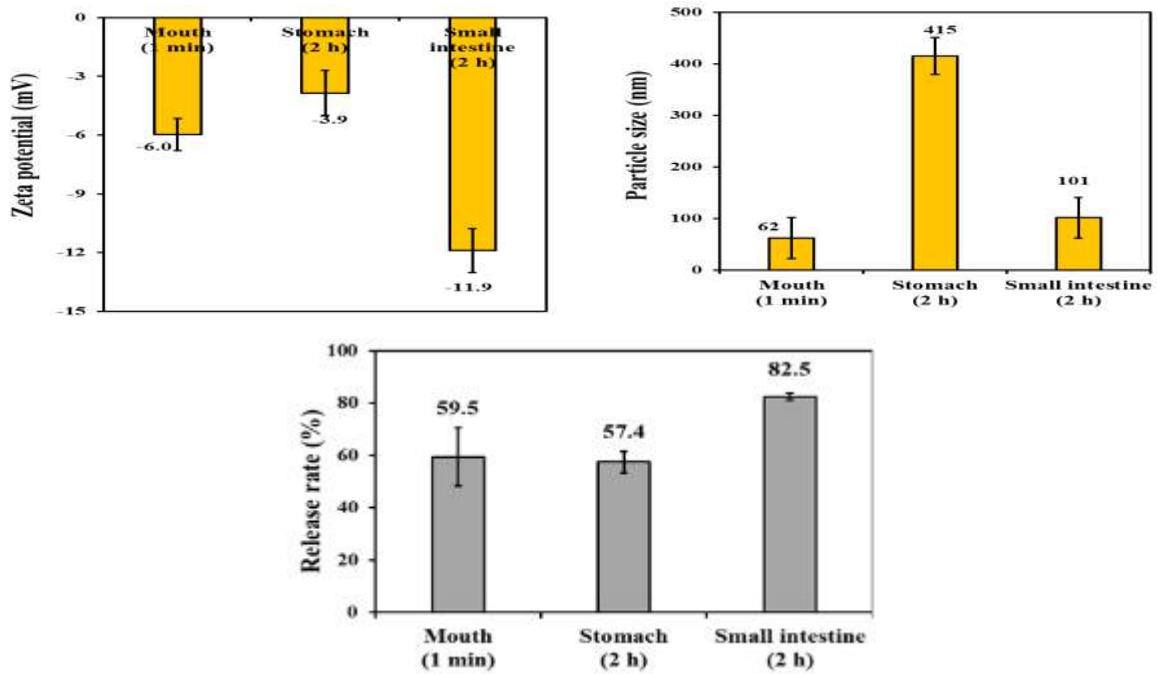 Zeta potential (mV)
0
-3
-6
-9
-12
-15
Mouth
(1 min)
Stomach
(2 h)
Small
intestine
(2 h)
-6.0
-3.9
-11.9
Particle size (nm)
500
400
300
200
100
0
62
415
101
Mouth
(1 min)
Stomach
(2 h)
Small intestine
(2 h)
Release rate (%)
100
80
60
40
20
0
59.5
57.4
82.5
Mouth
(1 min)
Stomach
(2 h)
Small intestine
(2 h)